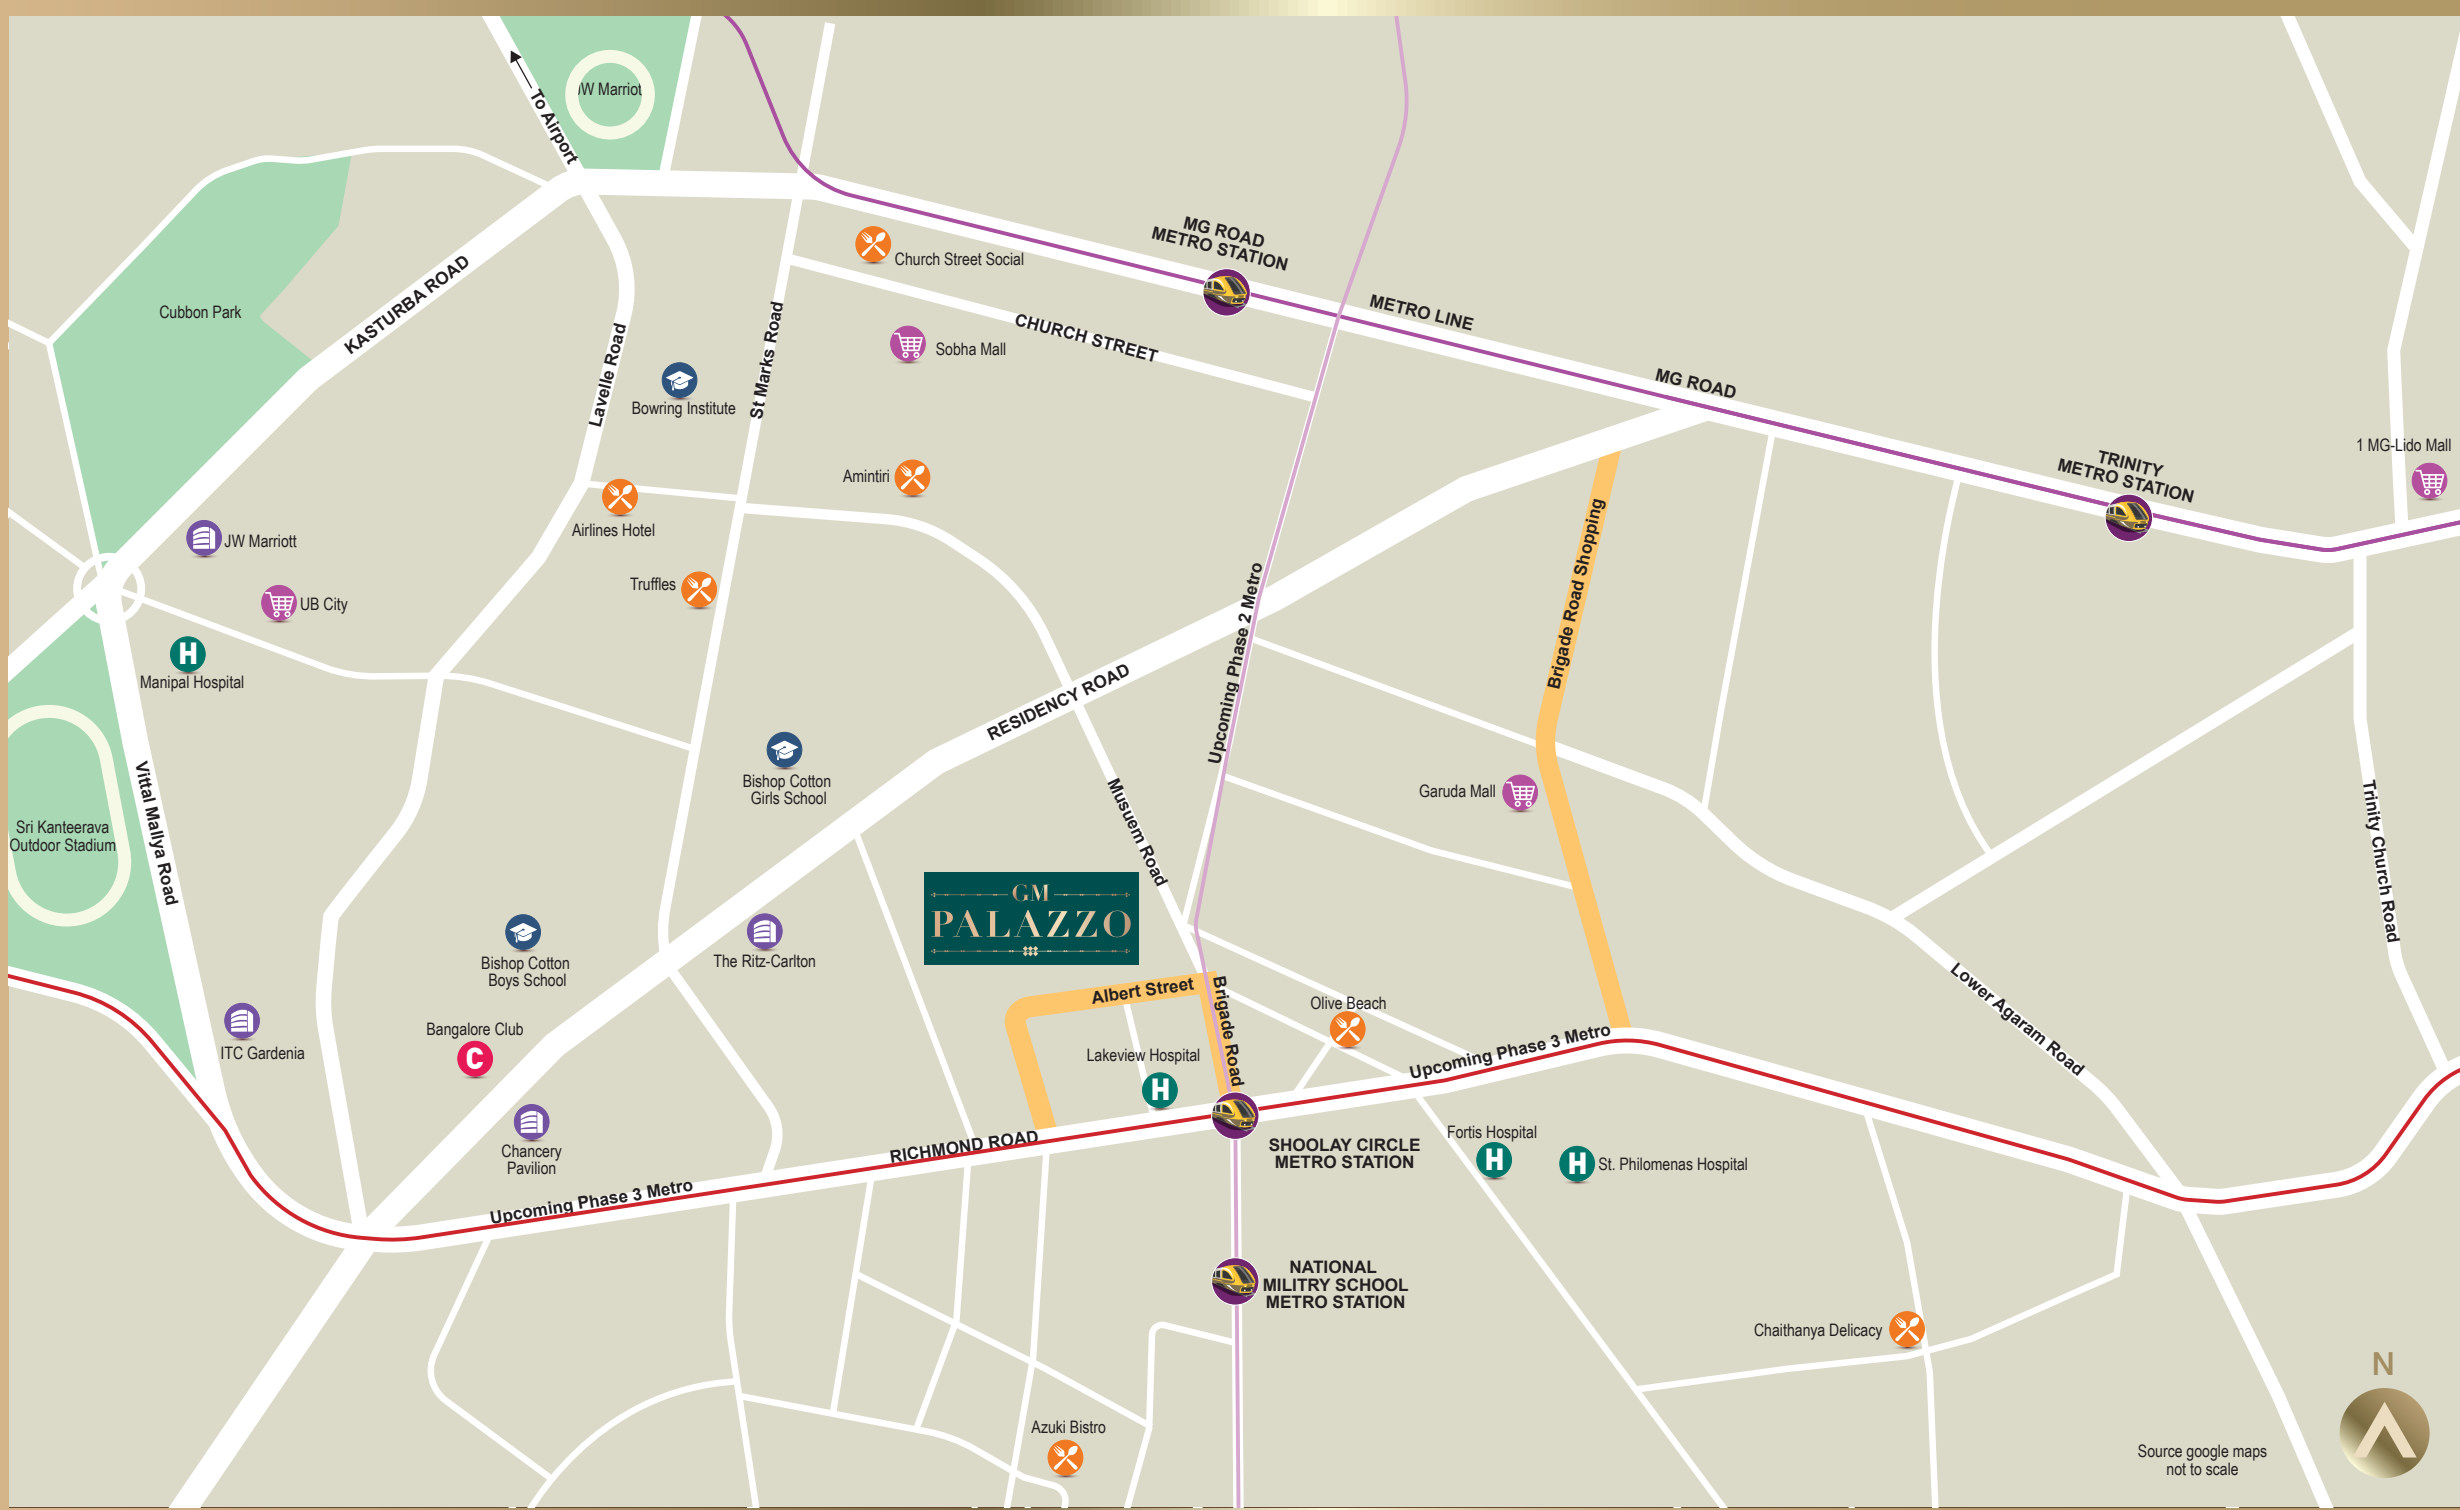 JW Marriot
To Airport
MG ROAD
METRO STATION
Church Street Social
KASTURBA ROAD
METRO LINE
Cubbon Park
CHURCH STREET
Sobha Mall
Lavelle Road
St Marks Road
MG ROAD
Bowring Institute
1 MG-Lido Mall
TRINITY
METRO STATION
Amintiri
Airlines Hotel
JW Marriott
Truffles
UB City
Brigade Road Shopping
Upcoming Phase 2 Metro
Manipal Hospital
RESIDENCY ROAD
Bishop Cotton
Girls School
Garuda Mall
Vittal Mallya Road
Musuem Road
Trinity Church Road
Sri Kanteerava
Outdoor Stadium
GM
PALAZZO
Bishop Cotton
Boys School
The Ritz-Carlton
Albert Street
Brigade Road
Olive Beach
Lower Agaram Road
Bangalore Club
ITC Gardenia
Lakeview Hospital
Upcoming Phase 3 Metro
C
H
H
H
H
Chancery
Pavilion
RICHMOND ROAD
SHOOLAY CIRCLE
METRO STATION
Fortis Hospital
St. Philomenas Hospital
Upcoming Phase 3 Metro
NATIONAL
MILITRY SCHOOL
METRO STATION
Chaithanya Delicacy
N
Azuki Bistro
Source google maps
not to scale